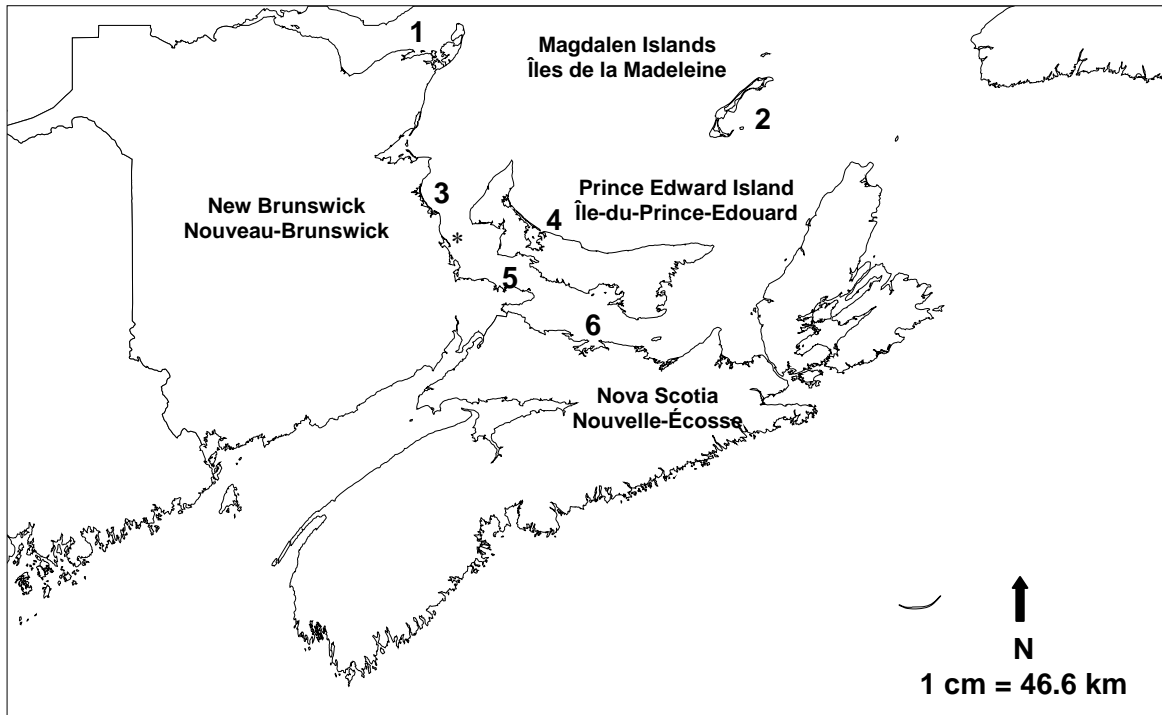 1
Magdalen Islands
Îles de la Madeleine
2
3
New Brunswick
Nouveau-Brunswick
*
4
Prince Edward Island
Île-du-Prince-Edouard
5
6
Nova Scotia
Nouvelle-Écosse
N
1 cm = 46.6 km